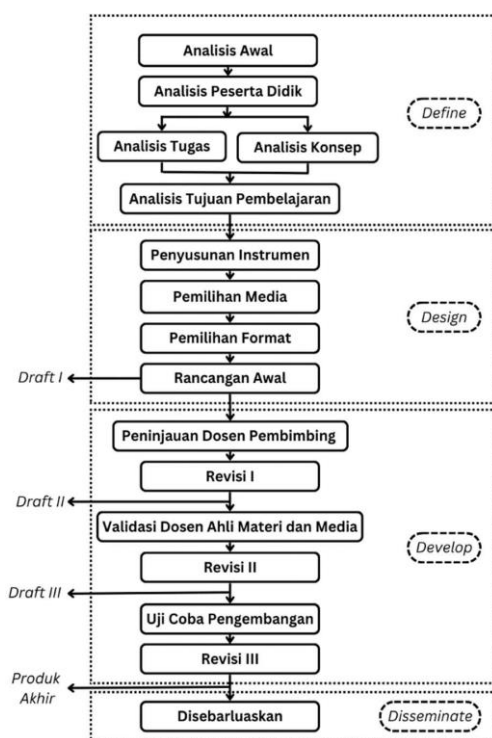 Analisis Awal
Analisis Peserta Didik
Define
Analisis Tugas
Analisis Konsep
Analisis Tujuan Pembelajaran
Penyusunan Instrumen
Pemilihan Media
Design
Pemilihan Format
Draft I
Rancangan Awal
Peninjauan Dosen Pembimbing
Revisi I
Draft II
Validasi Dosen Ahli Materi dan Media
Develop
Revisi II
Draft III
Uji Coba Pengembangan
Revisi III
Produk
Akhir
Disebarluaskan
Disseminate